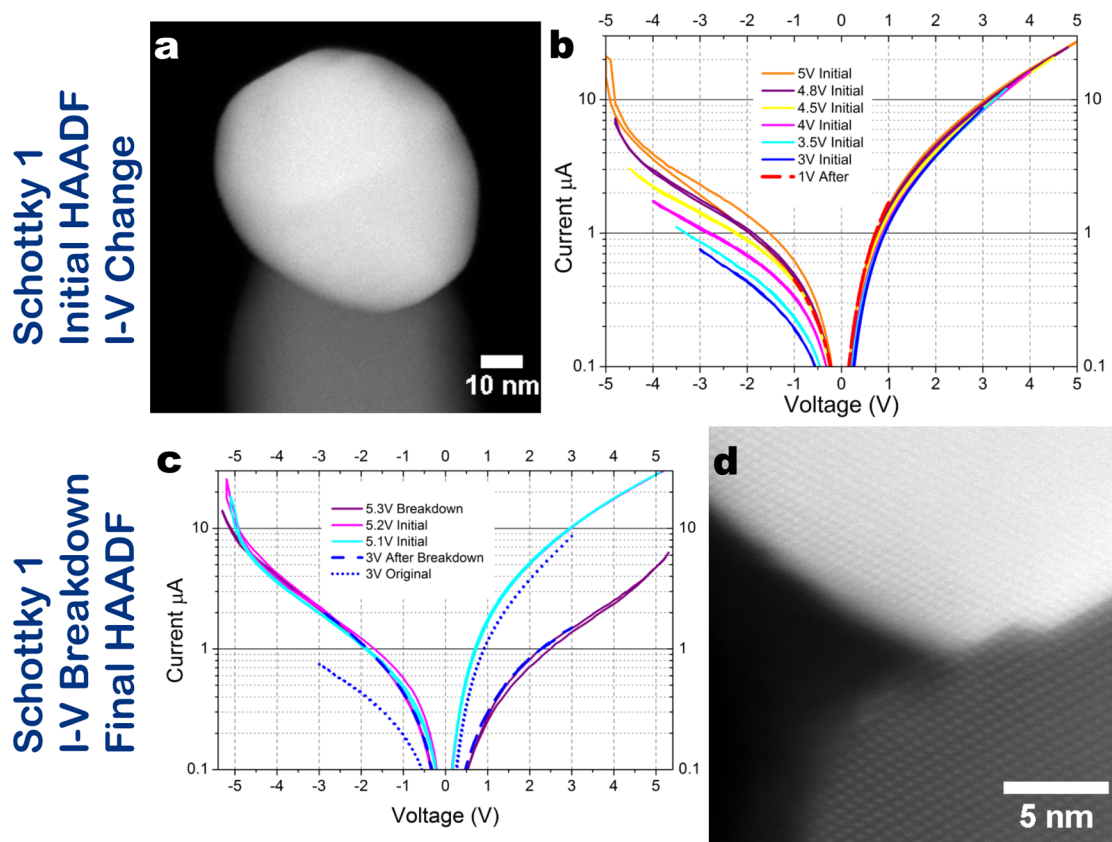 Schottky 1
Initial HAADF
I-V Change
a
10 nm
b
-5 -4 -3 -2 -1 0 1 2 3 4 5
5V Initial
4.8V Initial
4.5V Initial
4V Initial
3.5V Initial
3V Initial
1V After
Current µA
10 10
1 1
0.1 0.1
-5 -4 -3 -2 -1 0 1 2 3 4 5
Voltage (V)
Schottky 1
I-V Breakdown
Final HAADF
c
-5 -4 -3 -2 -1 0 1 2 3 4 5
5.3V Breakdown
5.2V Initial
5.1V Initial
3V After Breakdown
3V Original
Current µA
10 10
1 1
0.1 0.1
-5 -4 -3 -2 -1 0 1 2 3 4 5
Voltage (V)
d
5 nm